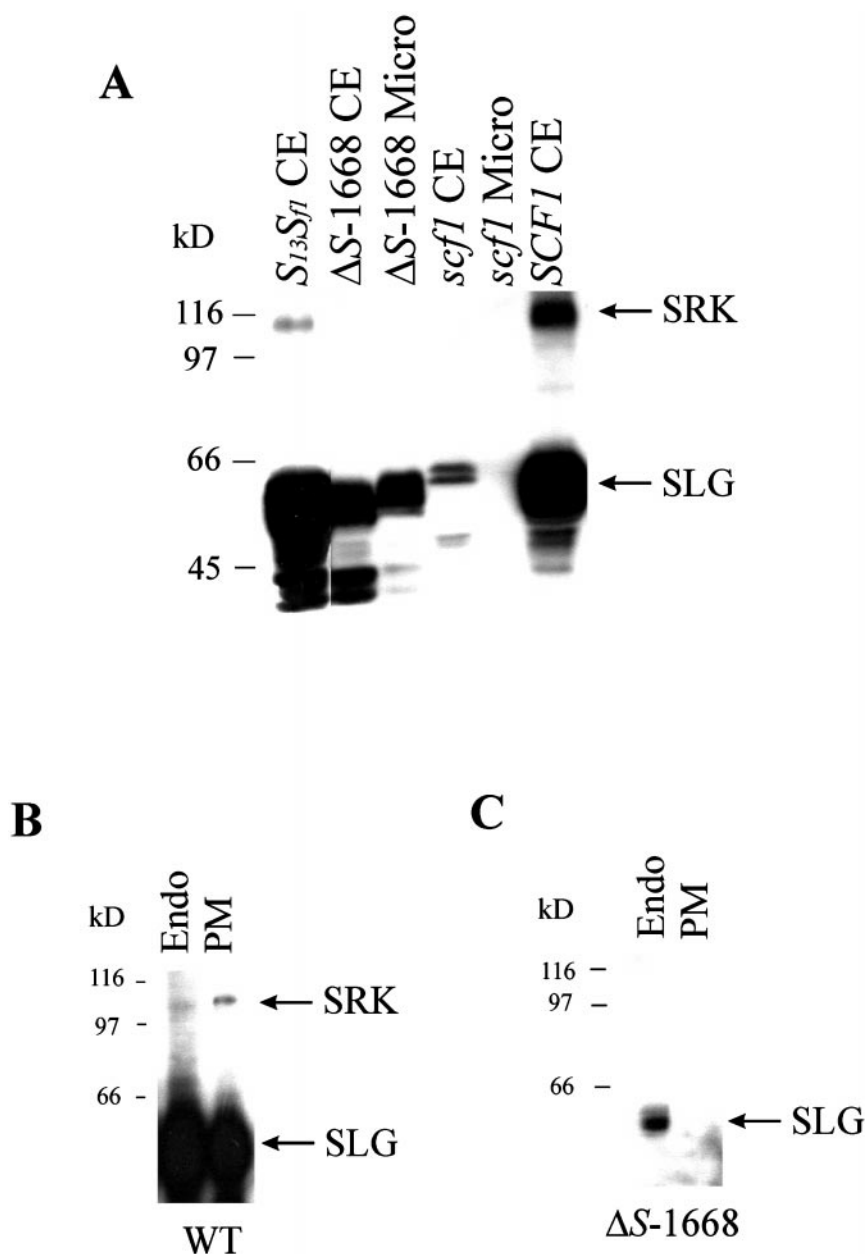 A
kD
S13Sf1 CE
ΔS-1668 CE
ΔS-1668 Micro
scf1 CE
scf1 Micro
SCF1 CE
116
97
66
45
SRK
SLG
B
kD
Endo
PM
116
97
66
SRK
SLG
WT
C
kD
Endo
PM
116
97
66
SLG
ΔS-1668